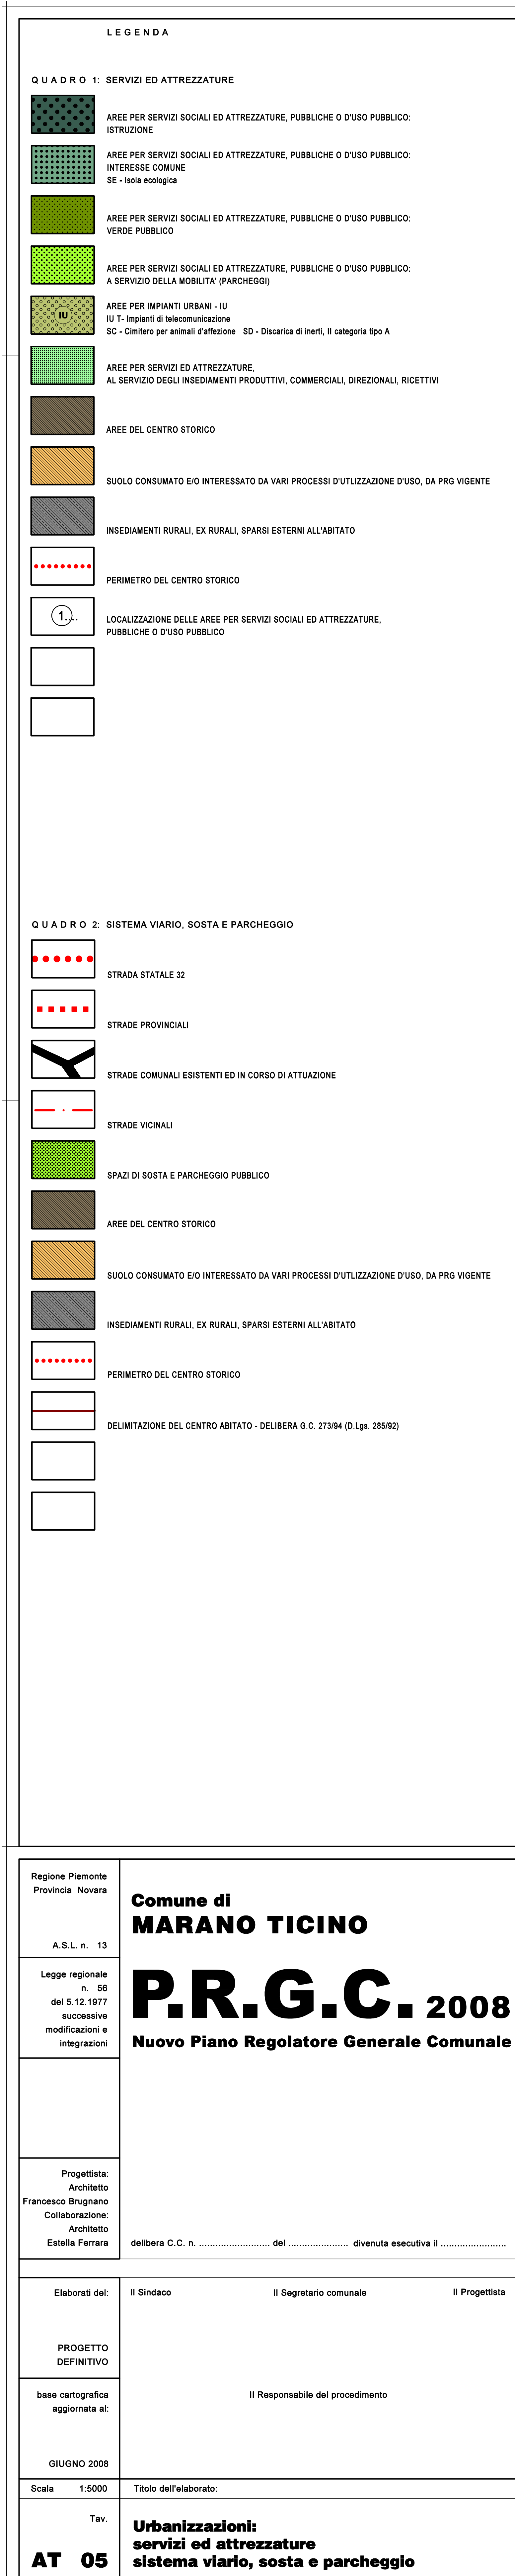 L E G E N D A
Q U A D R O 1: SERVIZI ED ATTREZZATURE
AREE PER SERVIZI SOCIALI ED ATTREZZATURE, PUBBLICHE O D'USO PUBBLICO:
ISTRUZIONE
AREE PER SERVIZI SOCIALI ED ATTREZZATURE, PUBBLICHE O D'USO PUBBLICO:
INTERESSE COMUNE
SE - Isola ecologica
AREE PER SERVIZI SOCIALI ED ATTREZZATURE, PUBBLICHE O D'USO PUBBLICO:
VERDE PUBBLICO
AREE PER SERVIZI SOCIALI ED ATTREZZATURE, PUBBLICHE O D'USO PUBBLICO:
A SERVIZIO DELLA MOBILITA' (PARCHEGGI)
IU
AREE PER IMPIANTI URBANI - IU
IU T- Impianti di telecomunicazione
SC - Cimitero per animali d'affezione SD - Discarica di inerti, II categoria tipo A
AREE PER SERVIZI ED ATTREZZATURE,
AL SERVIZIO DEGLI INSEDIAMENTI PRODUTTIVI, COMMERCIALI, DIREZIONALI, RICETTIVI
AREE DEL CENTRO STORICO
SUOLO CONSUMATO E/O INTERESSATO DA VARI PROCESSI D'UTLIZZAZIONE D'USO, DA PRG VIGENTE
INSEDIAMENTI RURALI, EX RURALI, SPARSI ESTERNI ALL'ABITATO
PERIMETRO DEL CENTRO STORICO
1....
LOCALIZZAZIONE DELLE AREE PER SERVIZI SOCIALI ED ATTREZZATURE,
PUBBLICHE O D'USO PUBBLICO
Q U A D R O 2: SISTEMA VIARIO, SOSTA E PARCHEGGIO
STRADA STATALE 32
STRADE PROVINCIALI
STRADE COMUNALI ESISTENTI ED IN CORSO DI ATTUAZIONE
STRADE VICINALI
SPAZI DI SOSTA E PARCHEGGIO PUBBLICO
AREE DEL CENTRO STORICO
SUOLO CONSUMATO E/O INTERESSATO DA VARI PROCESSI D'UTLIZZAZIONE D'USO, DA PRG VIGENTE
INSEDIAMENTI RURALI, EX RURALI, SPARSI ESTERNI ALL'ABITATO
PERIMETRO DEL CENTRO STORICO
DELIMITAZIONE DEL CENTRO ABITATO - DELIBERA G.C. 273/94 (D.Lgs. 285/92)
Regione Piemonte
Provincia Novara
A.S.L. n. 13
Legge regionale
n. 56
del 5.12.1977
successive
modificazioni e
integrazioni
Comune di
MARANO TICINO
P.R.G.C. 2008
Nuovo Piano Regolatore Generale Comunale
Progettista:
Architetto
Francesco Brugnano
Collaborazione:
Architetto
Estella Ferrara
delibera C.C. n. .......................... del ...................... divenuta esecutiva il ........................
Elaborati del:
PROGETTO
DEFINITIVO
Il Sindaco Il Segretario comunale Il Progettista
base cartografica
aggiornata al:
GIUGNO 2008
Il Responsabile del procedimento
Scala 1:5000
Titolo dell'elaborato:
Tav.
AT 05
Urbanizzazioni:
servizi ed attrezzature
sistema viario, sosta e parcheggio